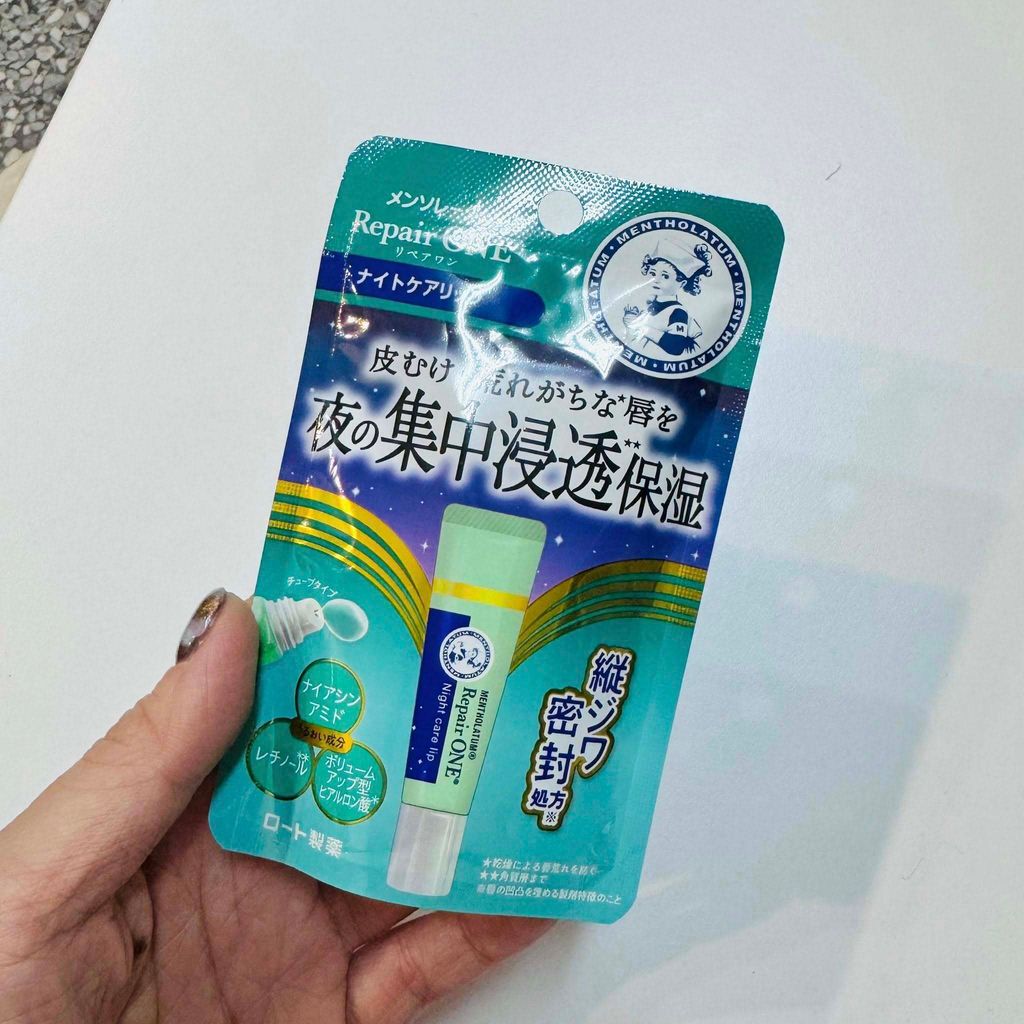 メンソレ
Repair ONE
リペアワン
ナイトケアリ
MENTHOLATUM · MENTHOLATUM · MENTHOLATUM
M
皮むけ 荒れがちな★唇を
夜の集中浸透★★保湿
チューブタイプ
ナイアシン
アミド
うるおい成分
レチノール
ボリューム
アップ型
ヒアルロン酸
MENTHOLATUM®
Repair ONE®
Night care lip
縦ジワ
密封
処方※
ロート製薬
★乾燥による唇荒れを防ぐ
★★角質層まで
※唇の凹凸を埋める製剤特徴のこと